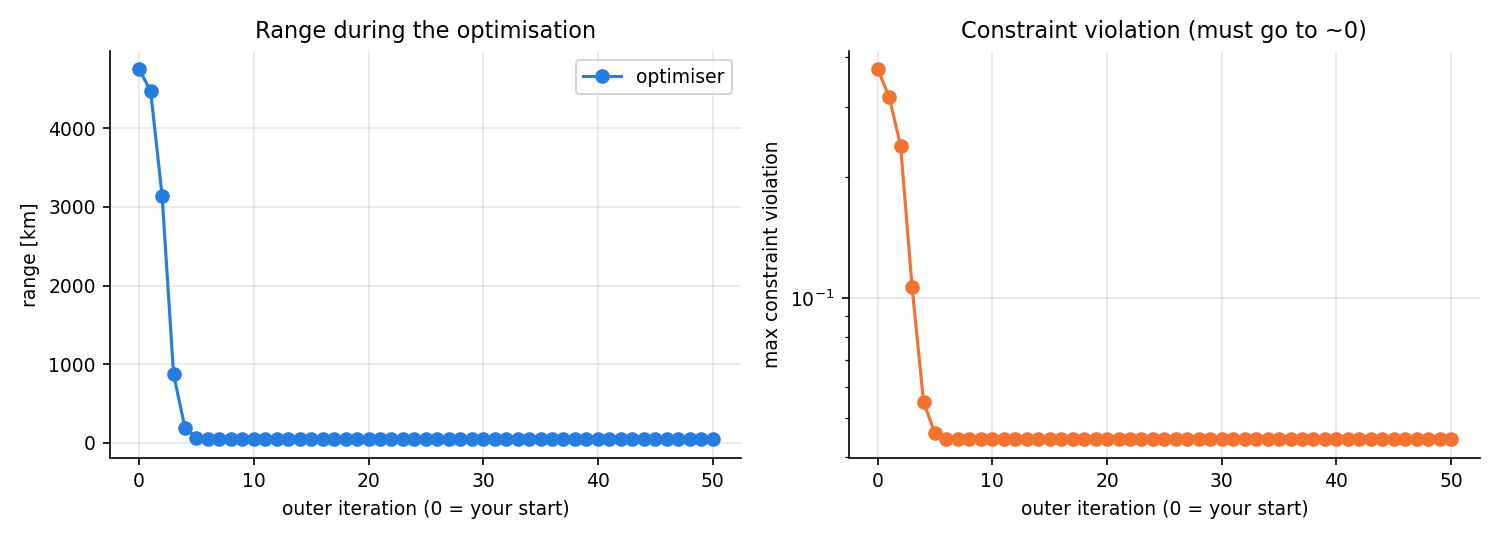 Range during the optimisation
optimiser
range [km]
4000
3000
2000
1000
0
0 10 20 30 40 50
outer iteration (0 = your start)
Constraint violation (must go to ~0)
max constraint violation
10⁻¹
0 10 20 30 40 50
outer iteration (0 = your start)